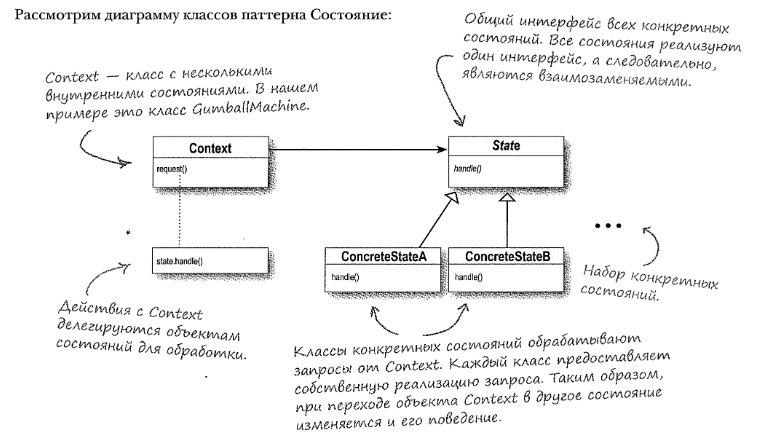 Рассмотрим диаграмму классов паттерна Состояние:
Общий интерфейс всех конкретных
состояний. Все состояния реализуют
один интерфейс, а следовательно,
являются взаимозаменяемыми.
Context — класс с несколькими
внутренними состояниями. В нашем
примере это класс GumballMachine.
Context
request()
State
handle()
state.handle()
ConcreteStateA
handle()
ConcreteStateB
handle()
•••
Набор конкретных
состояний.
Действия с Context
делегируются объектам
состояний для обработки.
Классы конкретных состояний обрабатывают
запросы от Context. Каждый класс предоставляет
собственную реализацию запроса. Таким образом,
при переходе объекта Context в другое состояние
изменяется и его поведение.